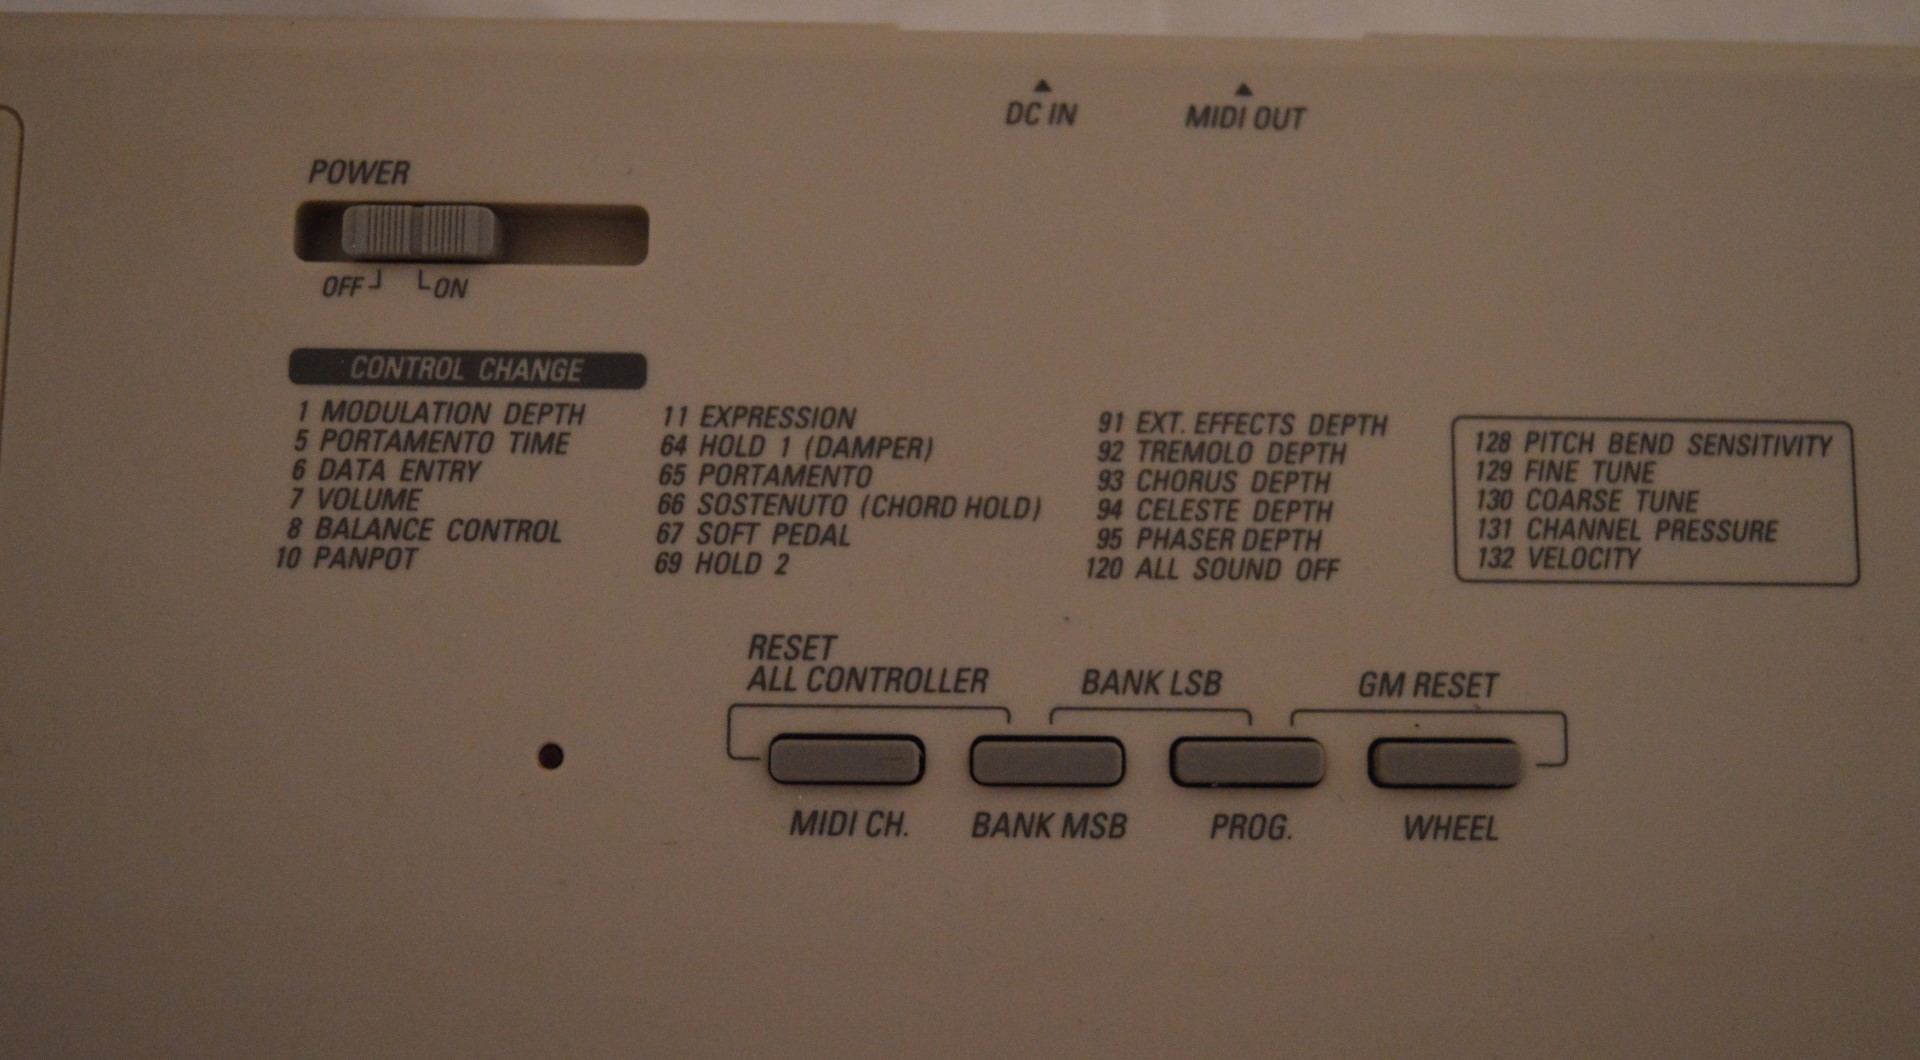 DC IN
MIDI OUT
POWER
OFF
ON
CONTROL CHANGE
1 MODULATION DEPTH
5 PORTAMENTO TIME
6 DATA ENTRY
7 VOLUME
8 BALANCE CONTROL
10 PANPOT
11 EXPRESSION
64 HOLD 1 (DAMPER)
65 PORTAMENTO
66 SOSTENUTO (CHORD HOLD)
67 SOFT PEDAL
69 HOLD 2
91 EXT. EFFECTS DEPTH
92 TREMOLO DEPTH
93 CHORUS DEPTH
94 CELESTE DEPTH
95 PHASER DEPTH
120 ALL SOUND OFF
128 PITCH BEND SENSITIVITY
129 FINE TUNE
130 COARSE TUNE
131 CHANNEL PRESSURE
132 VELOCITY
RESET
ALL CONTROLLER
BANK LSB
GM RESET
MIDI CH.
BANK MSB
PROG.
WHEEL